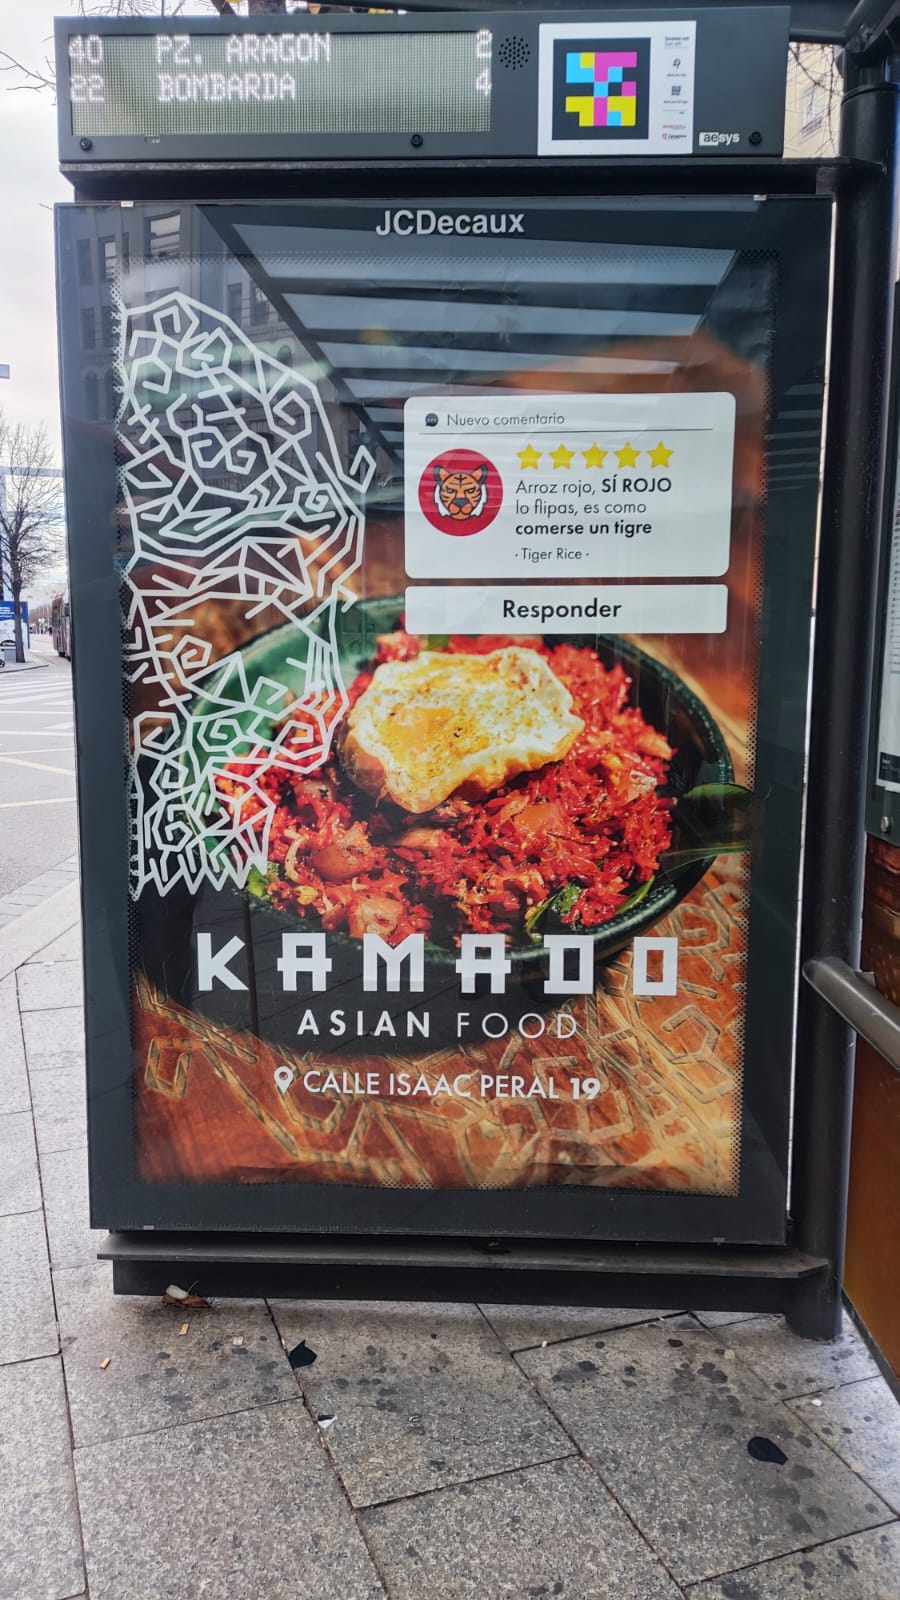 40 PZ. ARAGON 2
22 BOMBARDA 4
aesys
JCDecaux
Nuevo comentario
Arroz rojo, SÍ ROJO
lo flipas, es como
comerse un tigre
· Tiger Rice ·
Responder
KAMADO
ASIAN FOOD
CALLE ISAAC PERAL 19